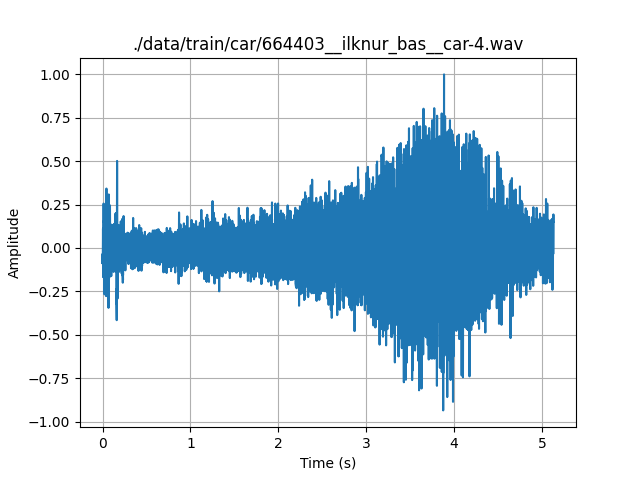 ./data/train/car/664403__ilknur_bas__car-4.wav
1.00
0.75
0.50
0.25
0.00
−0.25
−0.50
−0.75
−1.00
Amplitude
0 1 2 3 4 5
Time (s)